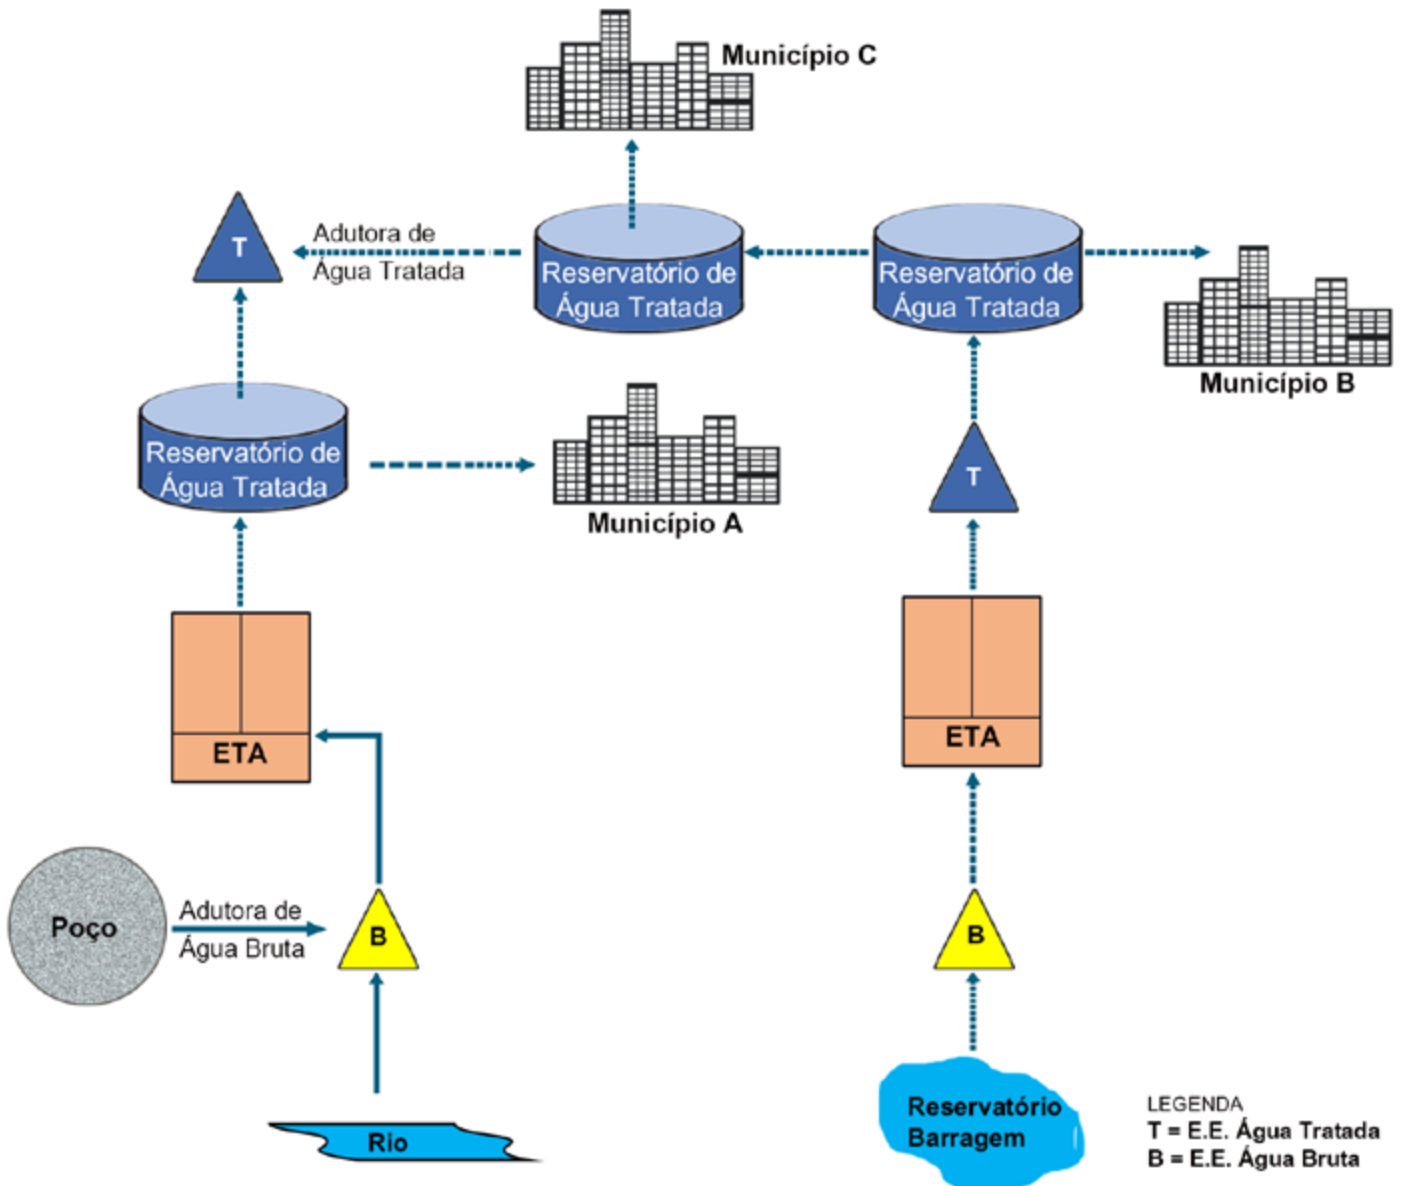 Município C
T
Adutora de
Água Tratada
Reservatório de
Água Tratada
Reservatório de
Água Tratada
Município B
Reservatório de
Água Tratada
Município A
T
ETA
ETA
Poço
Adutora de
Água Bruta
B
B
Rio
Reservatório
Barragem
LEGENDA
T = E.E. Água Tratada
B = E.E. Água Bruta